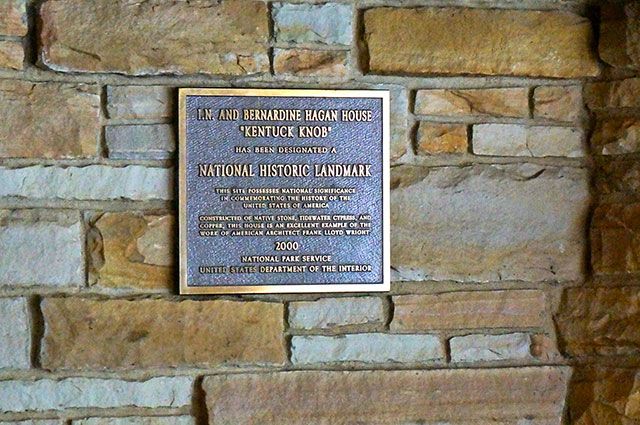 I.N. AND BERNARDINE HAGAN HOUSE
"KENTUCK KNOB"
HAS BEEN DESIGNATED A
NATIONAL HISTORIC LANDMARK
THIS SITE POSSESSES NATIONAL SIGNIFICANCE
IN COMMEMORATING THE HISTORY OF THE
UNITED STATES OF AMERICA
CONSTRUCTED OF NATIVE STONE, TIDEWATER CYPRESS, AND
COPPER, THIS HOUSE IS AN EXCELLENT EXAMPLE OF THE
WORK OF AMERICAN ARCHITECT FRANK LLOYD WRIGHT
2000
NATIONAL PARK SERVICE
UNITED STATES DEPARTMENT OF THE INTERIOR